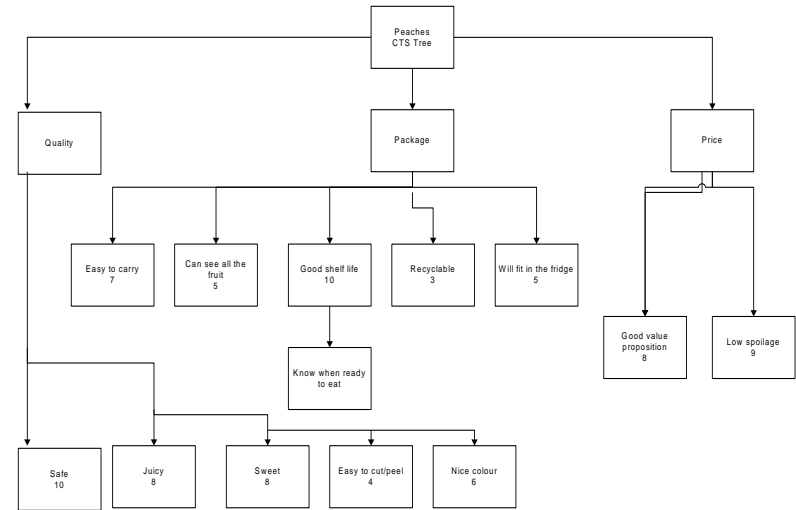 Peaches
CTS Tree
Quality
Package
Price
Easy to carry
7
Can see all the
fruit
5
Good shelf life
10
Recyclable
3
Will fit in the fridge
5
Good value
proposition
8
Low spoilage
9
Know when ready
to eat
Safe
10
Juicy
8
Sweet
8
Easy to cut/peel
4
Nice colour
6